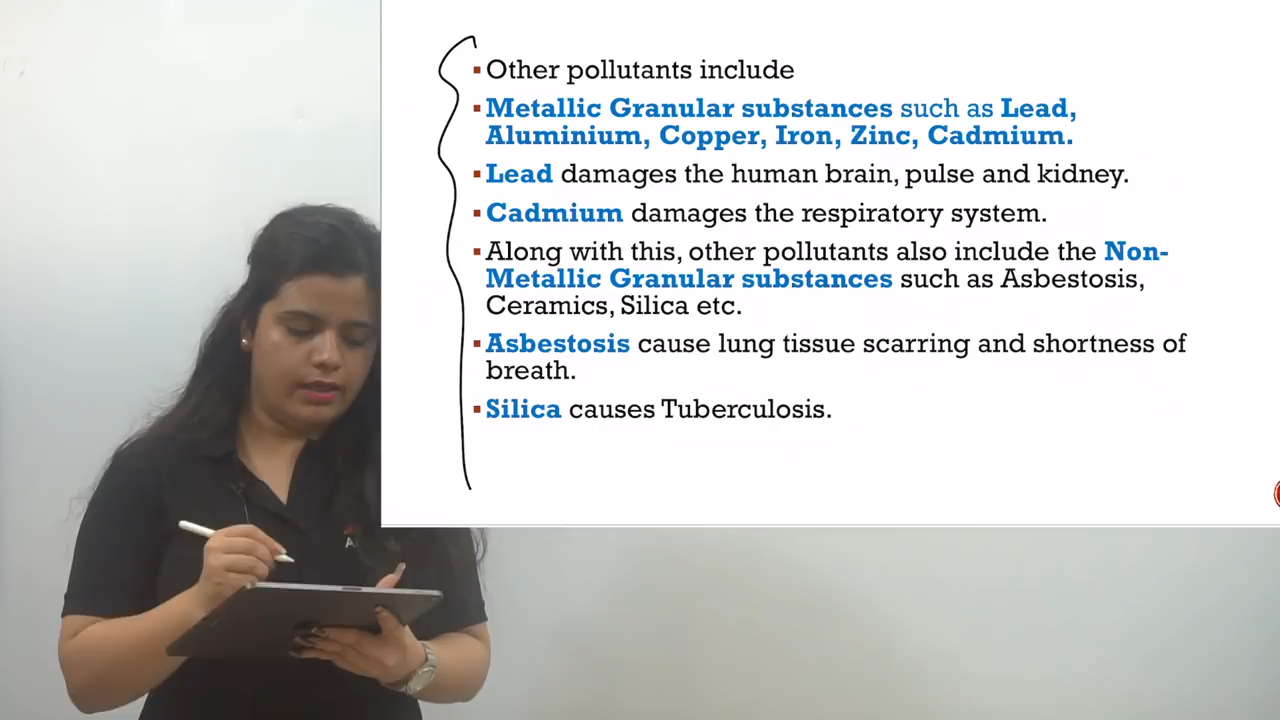 Other pollutants include
Metallic Granular substances such as Lead,
Aluminium, Copper, Iron, Zinc, Cadmium.
Lead damages the human brain, pulse and kidney.
Cadmium damages the respiratory system.
Along with this, other pollutants also include the Non-
Metallic Granular substances such as Asbestosis,
Ceramics, Silica etc.
Asbestosis cause lung tissue scarring and shortness of
breath.
Silica causes Tuberculosis.